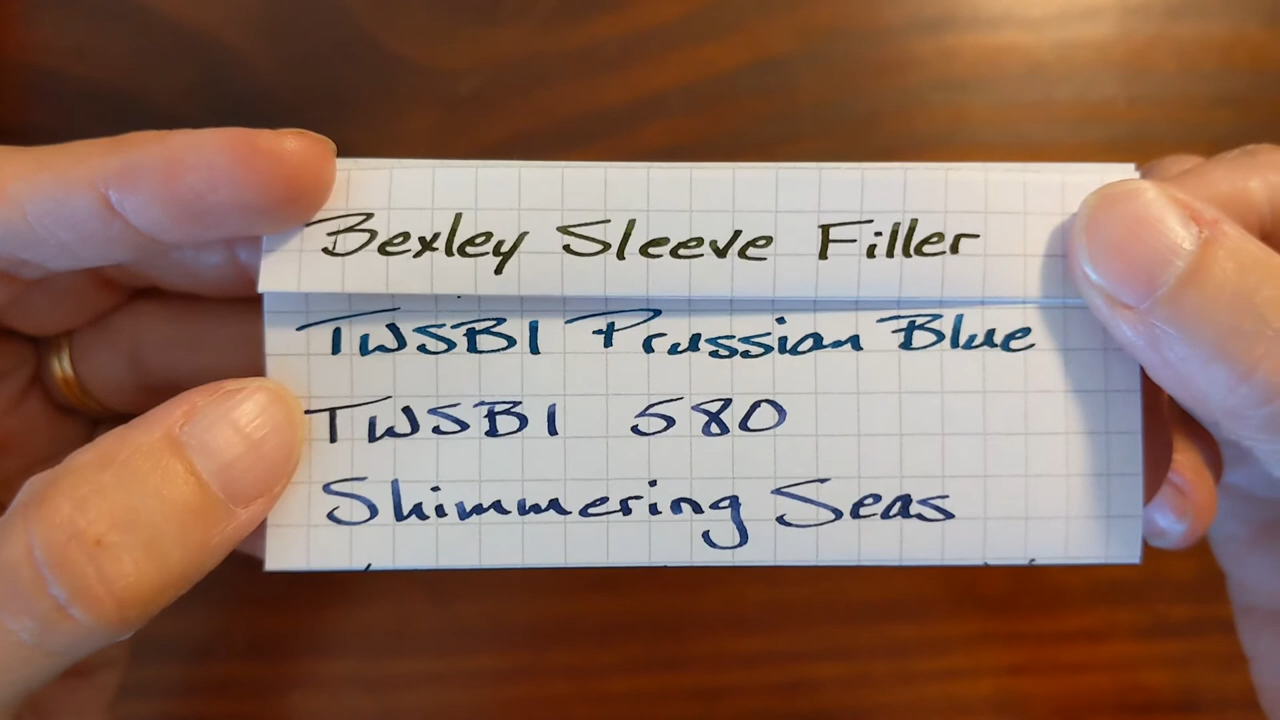 Bexley Sleeve Filler
TWSBI Prussian Blue
TWSBI 580
Shimmering Seas